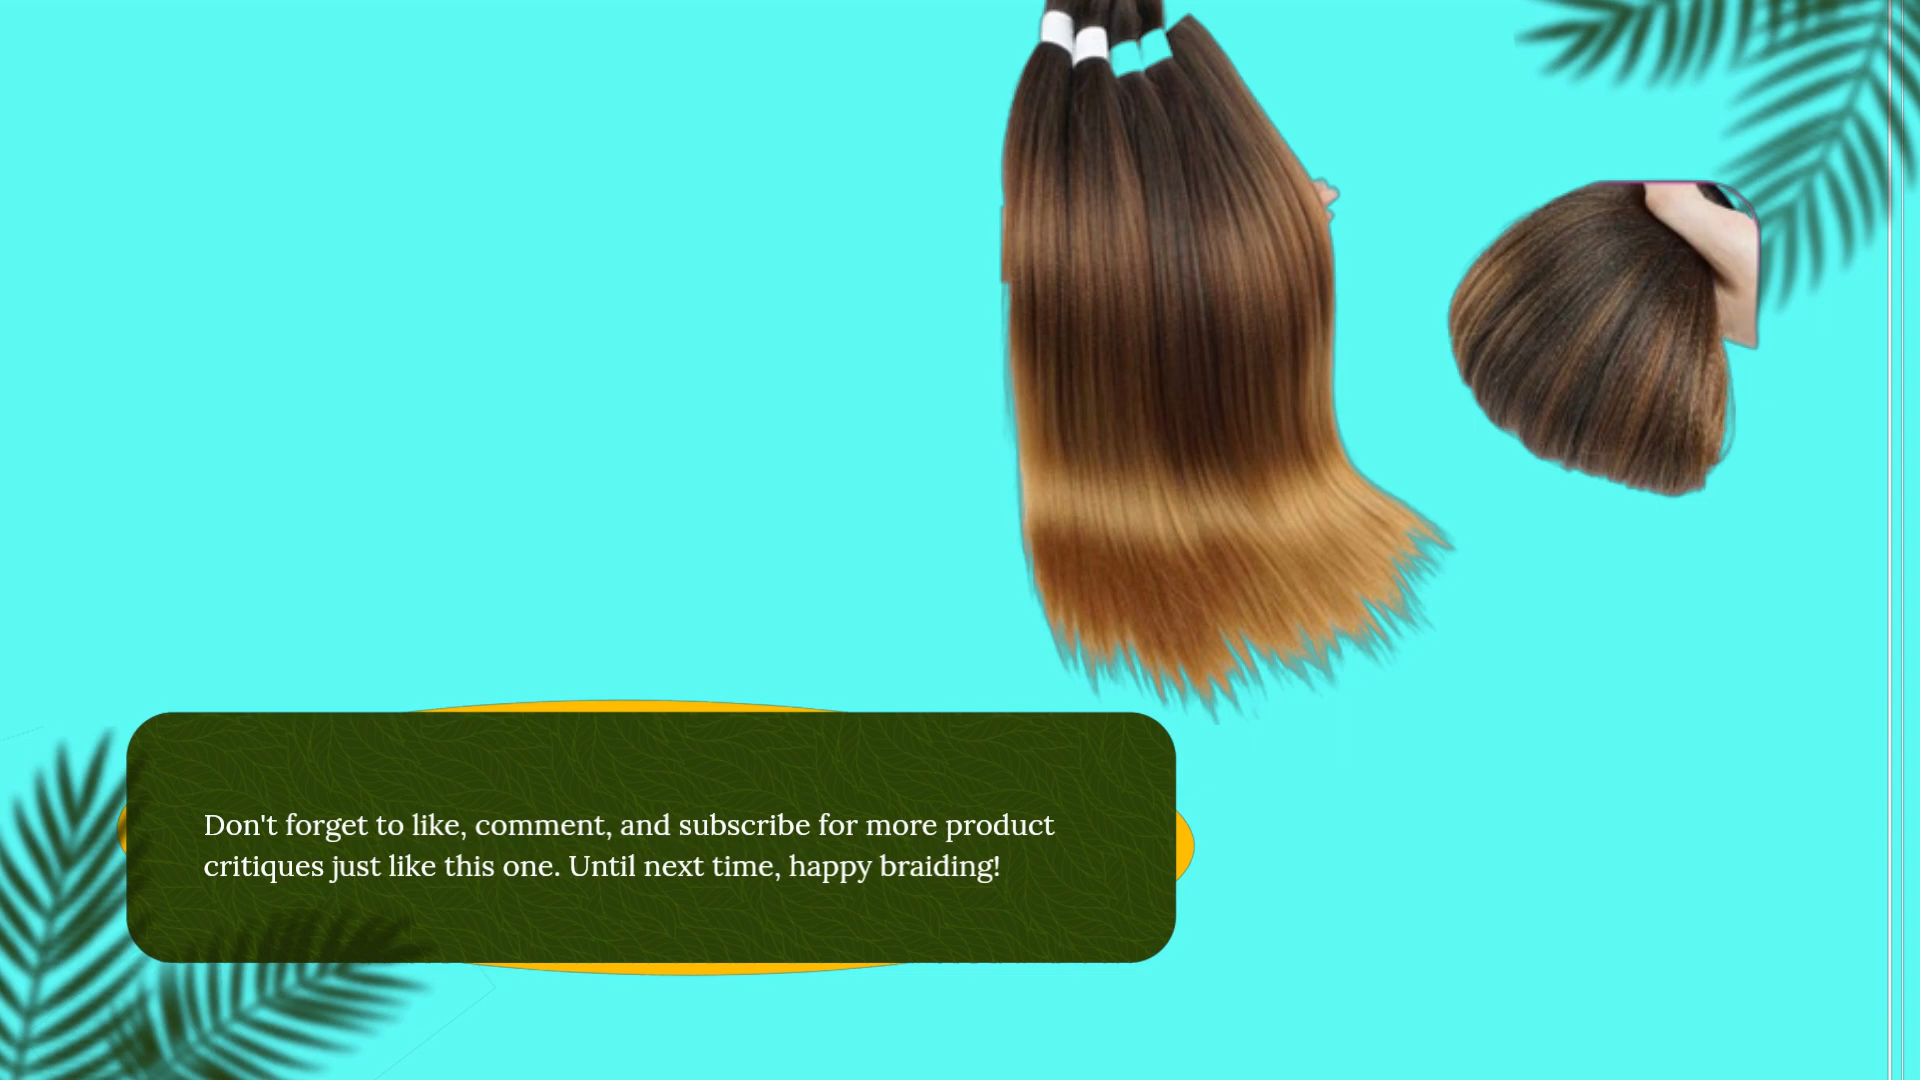 Don't forget to like, comment, and subscribe for more product
critiques just like this one. Until next time, happy braiding!